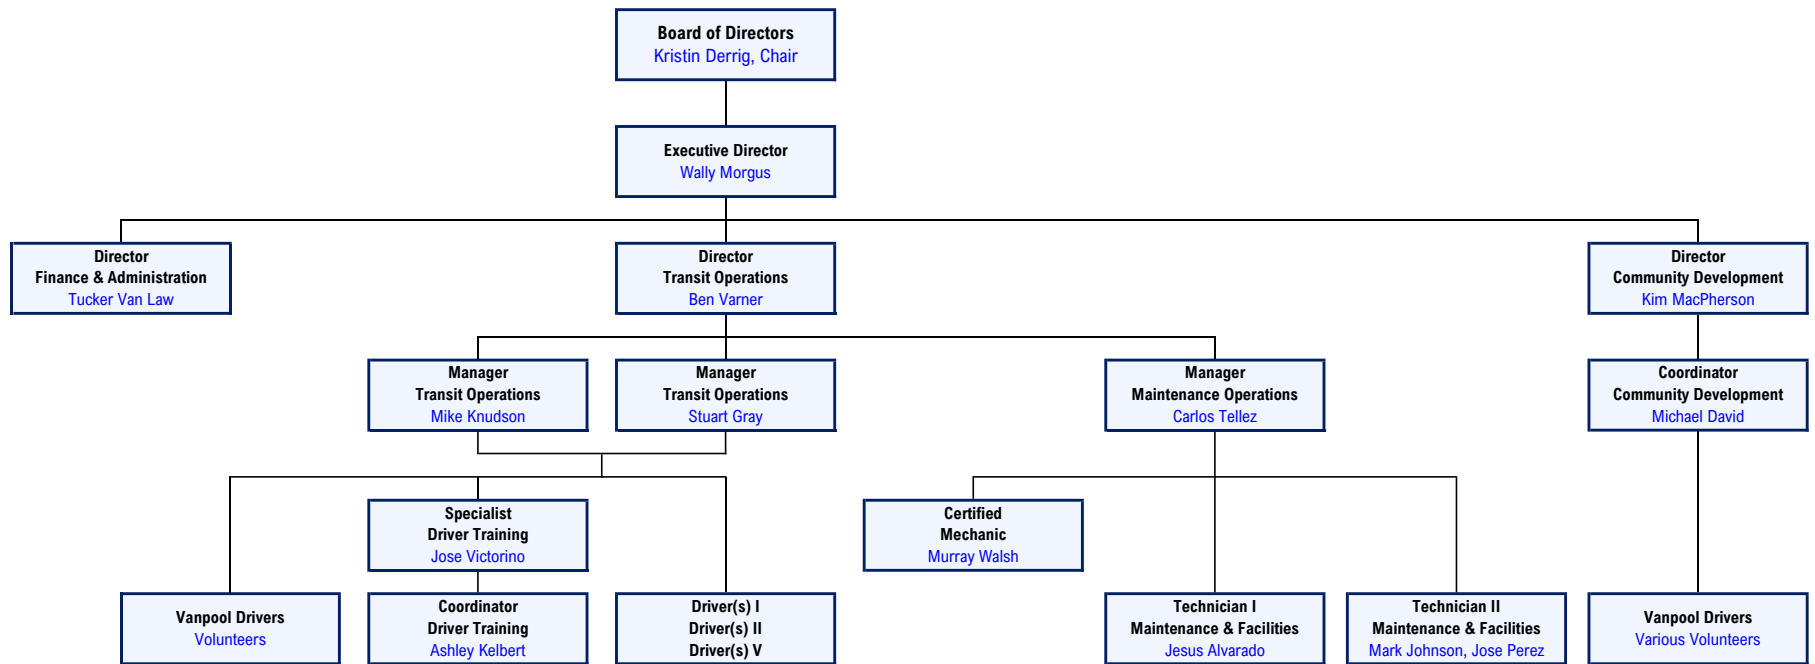 Board of Directors
Kristin Derrig, Chair
Executive Director
Wally Morgus
Director
Finance & Administration
Tucker Van Law
Director
Transit Operations
Ben Varner
Director
Community Development
Kim MacPherson
Manager
Transit Operations
Mike Knudson
Manager
Transit Operations
Stuart Gray
Manager
Maintenance Operations
Carlos Tellez
Coordinator
Community Development
Michael David
Specialist
Driver Training
Jose Victorino
Certified
Mechanic
Murray Walsh
Vanpool Drivers
Volunteers
Coordinator
Driver Training
Ashley Kelbert
Driver(s) I
Driver(s) II
Driver(s) V
Technician I
Maintenance & Facilities
Jesus Alvarado
Technician II
Maintenance & Facilities
Mark Johnson, Jose Perez
Vanpool Drivers
Various Volunteers